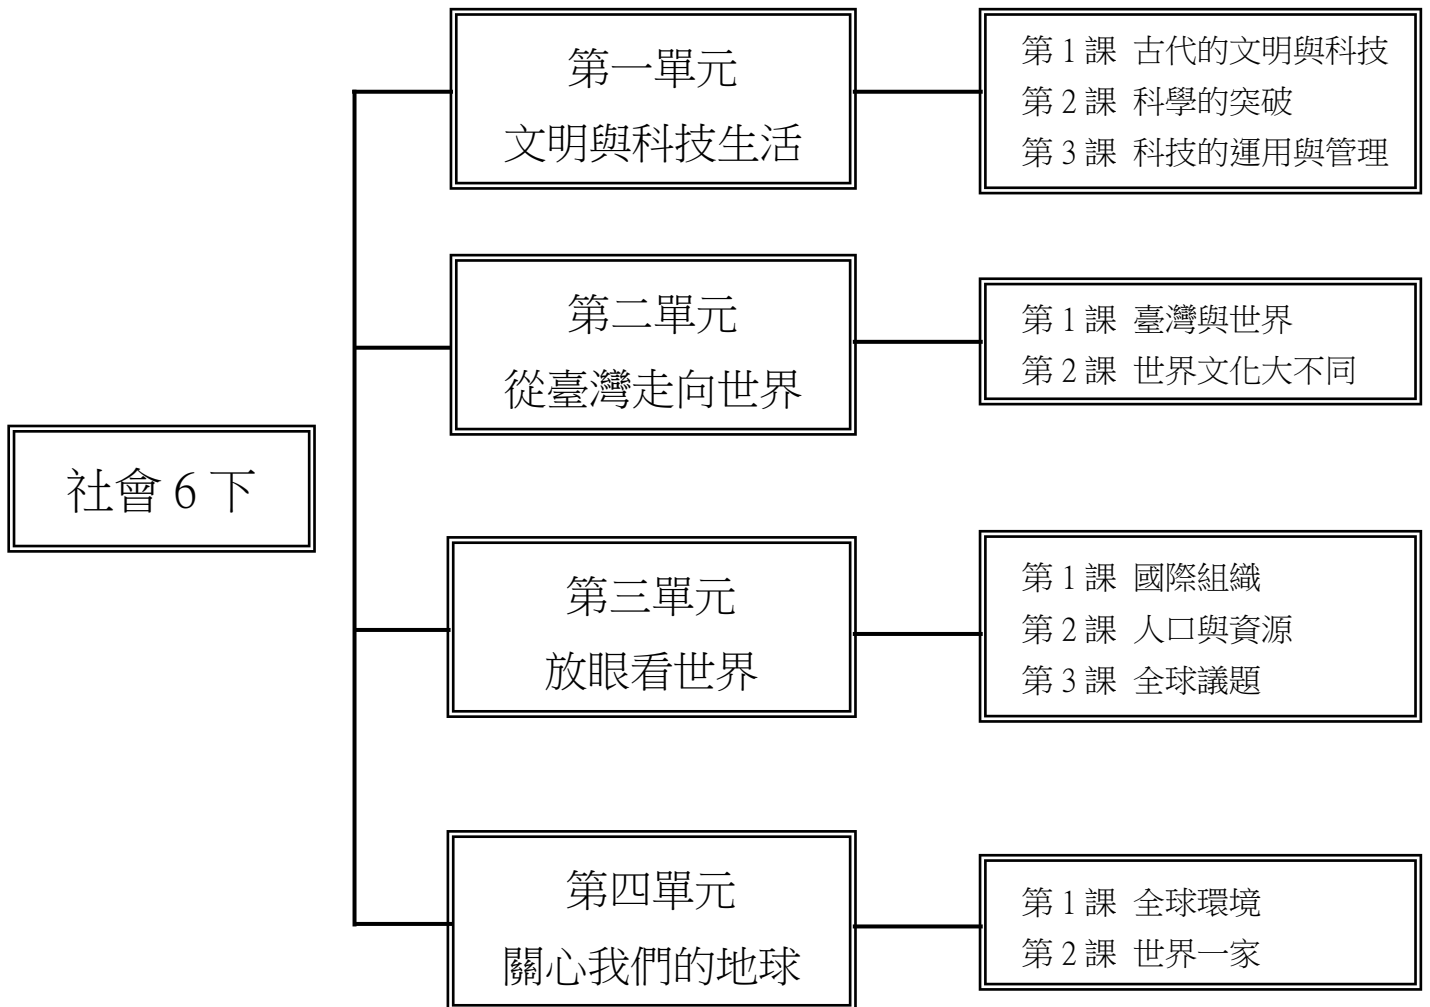 社會 6 下
第一單元
文明與科技生活
第 1 課 古代的文明與科技
第 2 課 科學的突破
第 3 課 科技的運用與管理
第二單元
從臺灣走向世界
第 1 課 臺灣與世界
第 2 課 世界文化大不同
第三單元
放眼看世界
第 1 課 國際組織
第 2 課 人口與資源
第 3 課 全球議題
第四單元
關心我們的地球
第 1 課 全球環境
第 2 課 世界一家